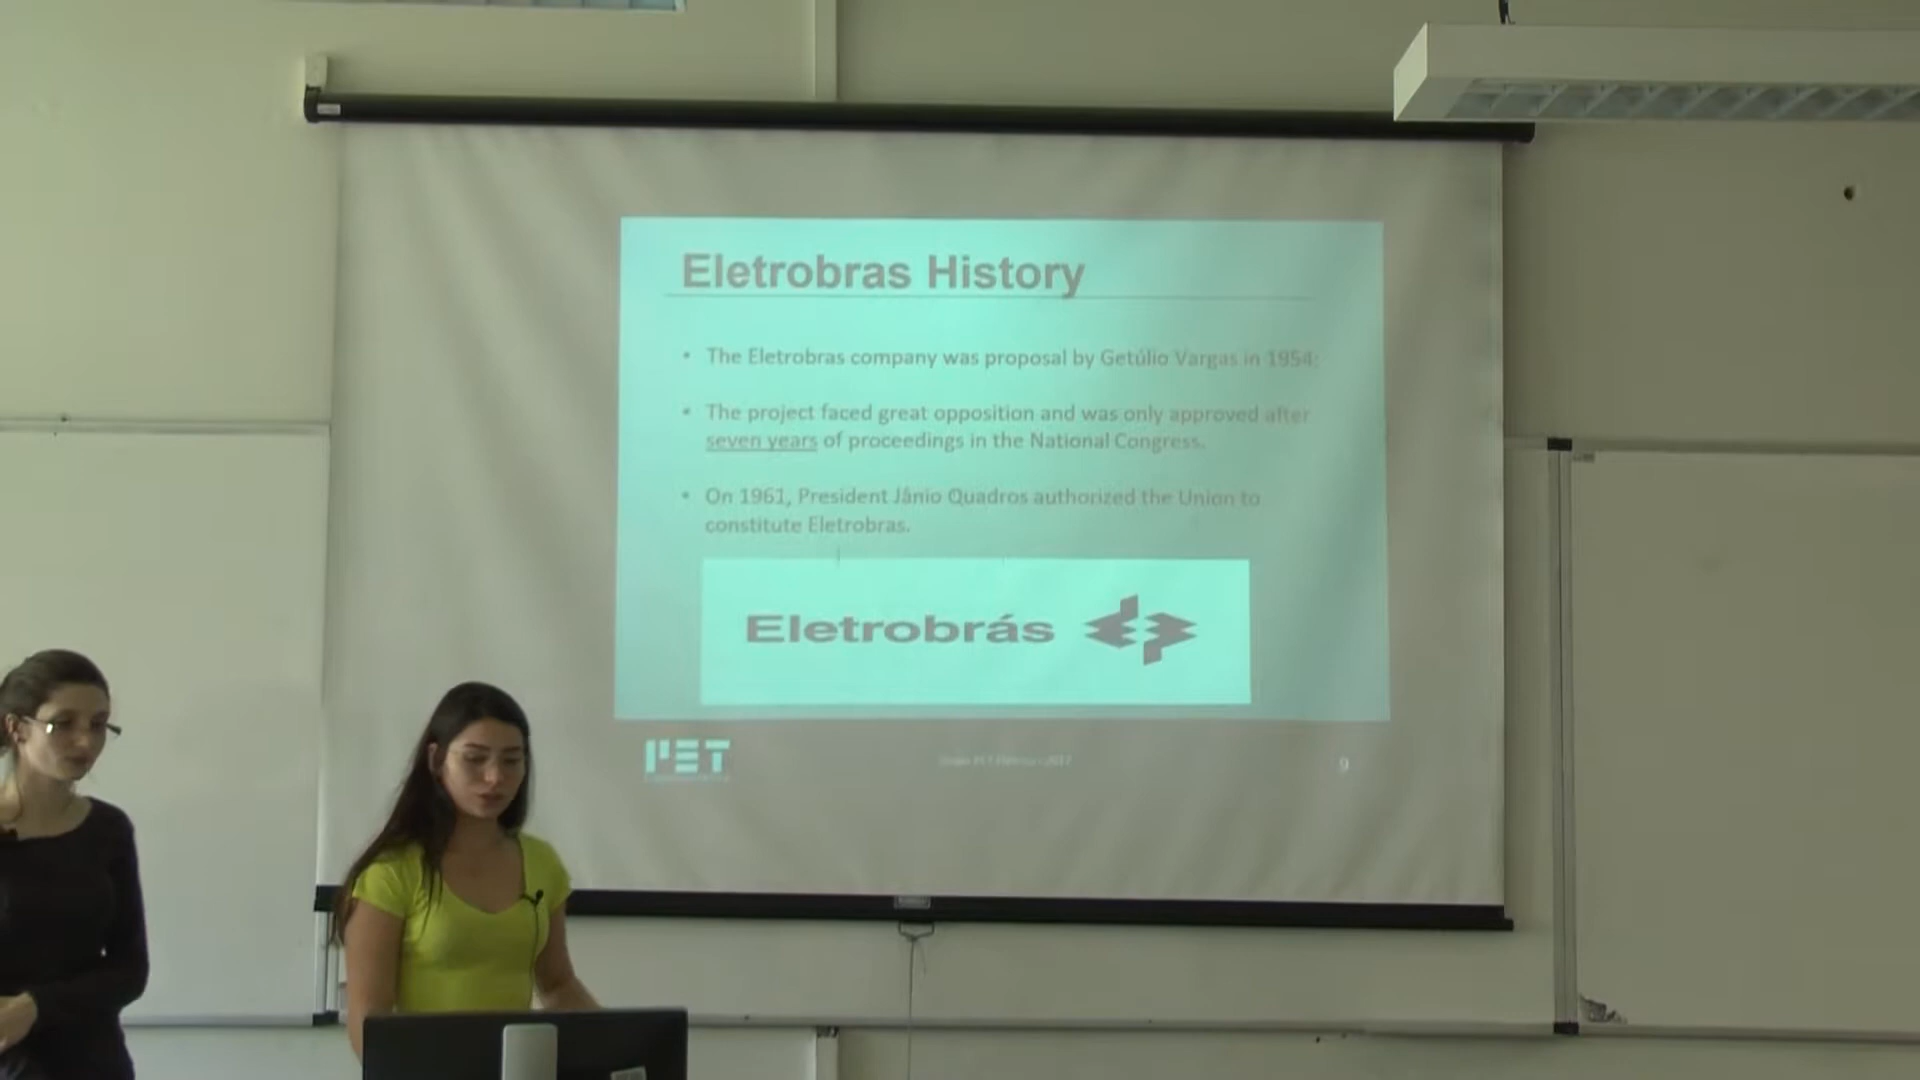 Eletrobras History
• The Eletrobras company was proposal by Getúlio Vargas in 1954;
• The project faced great opposition and was only approved after
seven years of proceedings in the National Congress.
• On 1961, President Jânio Quadros authorized the Union to
constitute Eletrobras.
Eletrobrás
PET
9